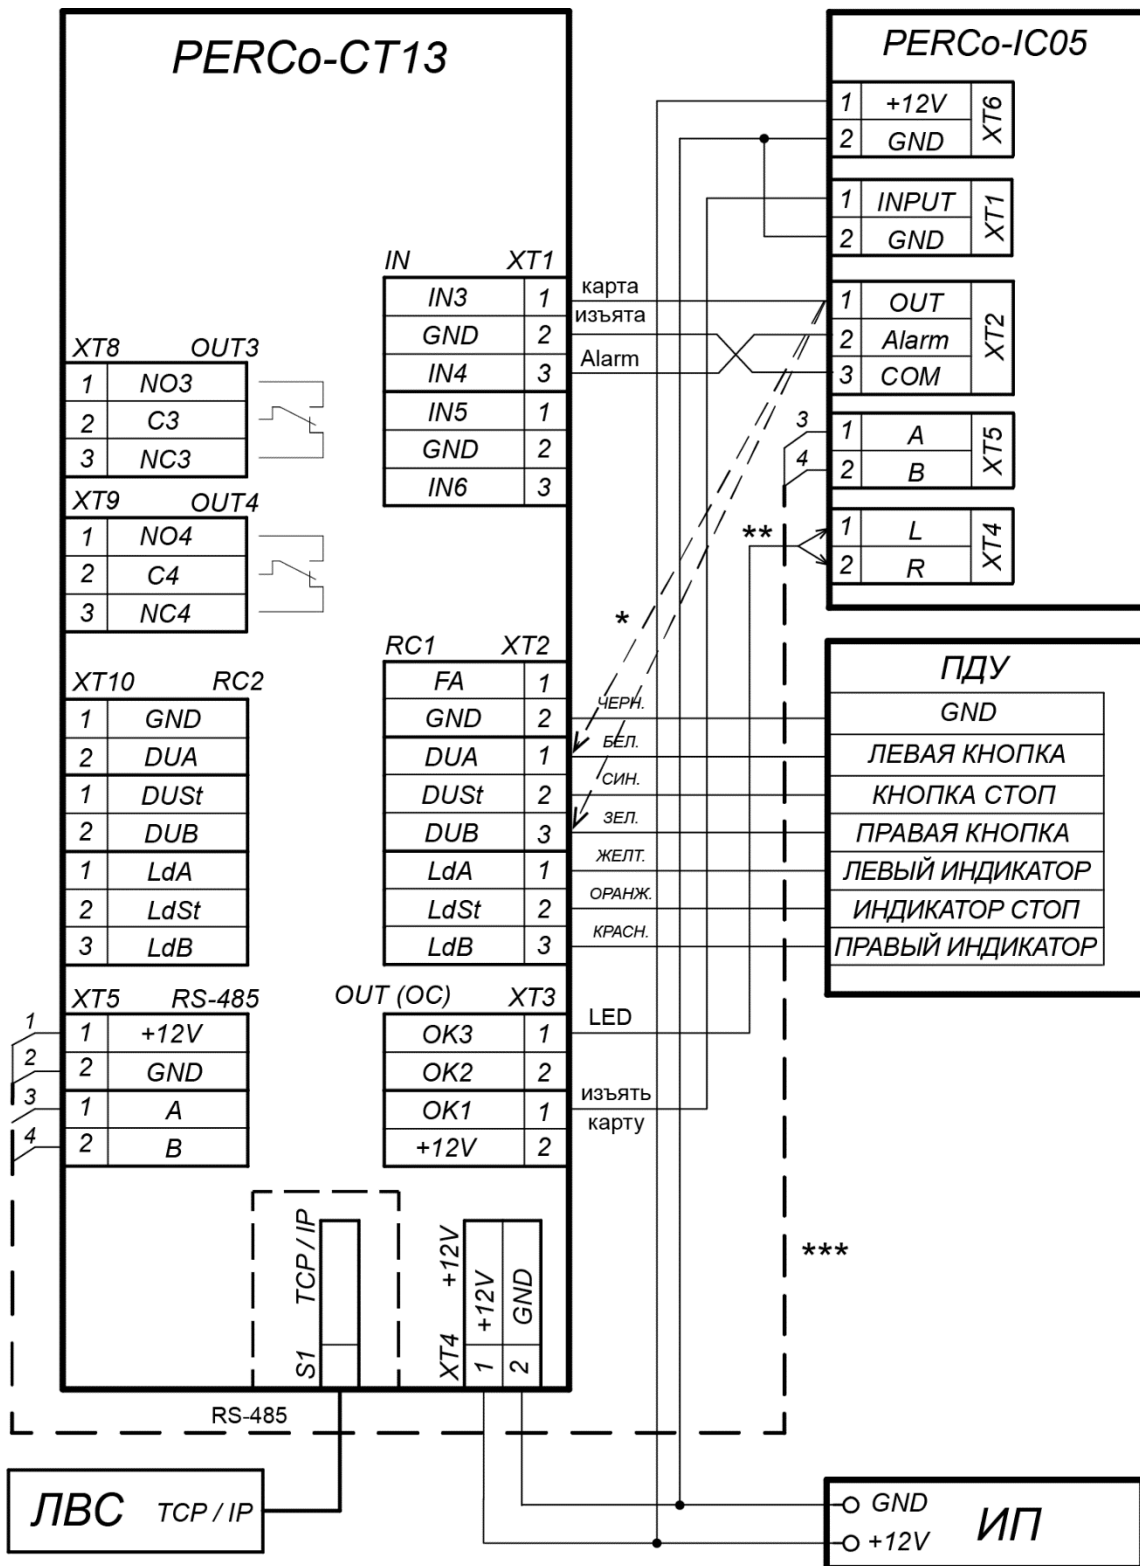 PERCo-CT13
IN XT1
IN3 1
GND 2
IN4 3
IN5 1
GND 2
IN6 3
XT8 OUT3
1 NO3
2 C3
3 NC3
XT9 OUT4
1 NO4
2 C4
3 NC4
XT10 RC2
1 GND
2 DUA
1 DUSt
2 DUB
1 LdA
2 LdSt
3 LdB
RC1 XT2
FA 1
GND 2
DUA 1
DUSt 2
DUB 3
LdA 1
LdSt 2
LdB 3
XT5 RS-485
1 1 +12V
2 2 GND
3 1 A
4 2 B
OUT (OC) XT3
OK3 1
OK2 2
OK1 1
+12V 2
S1 TCP / IP
XT4 +12V
1 +12V
2 GND
карта
изъята
Alarm
*
ЧЕРН.
БЕЛ.
СИН.
ЗЕЛ.
ЖЕЛТ.
ОРАНЖ.
КРАСН.
LED
изъять
карту
**
***
RS-485
PERCo-IC05
1 +12V XT6
2 GND
1 INPUT XT1
2 GND
1 OUT XT2
2 Alarm
3 COM
3 1 A XT5
4 2 B
1 L XT4
2 R
ПДУ
GND
ЛЕВАЯ КНОПКА
КНОПКА СТОП
ПРАВАЯ КНОПКА
ЛЕВЫЙ ИНДИКАТОР
ИНДИКАТОР СТОП
ПРАВЫЙ ИНДИКАТОР
ЛВС TCP / IP
GND
+12V
ИП